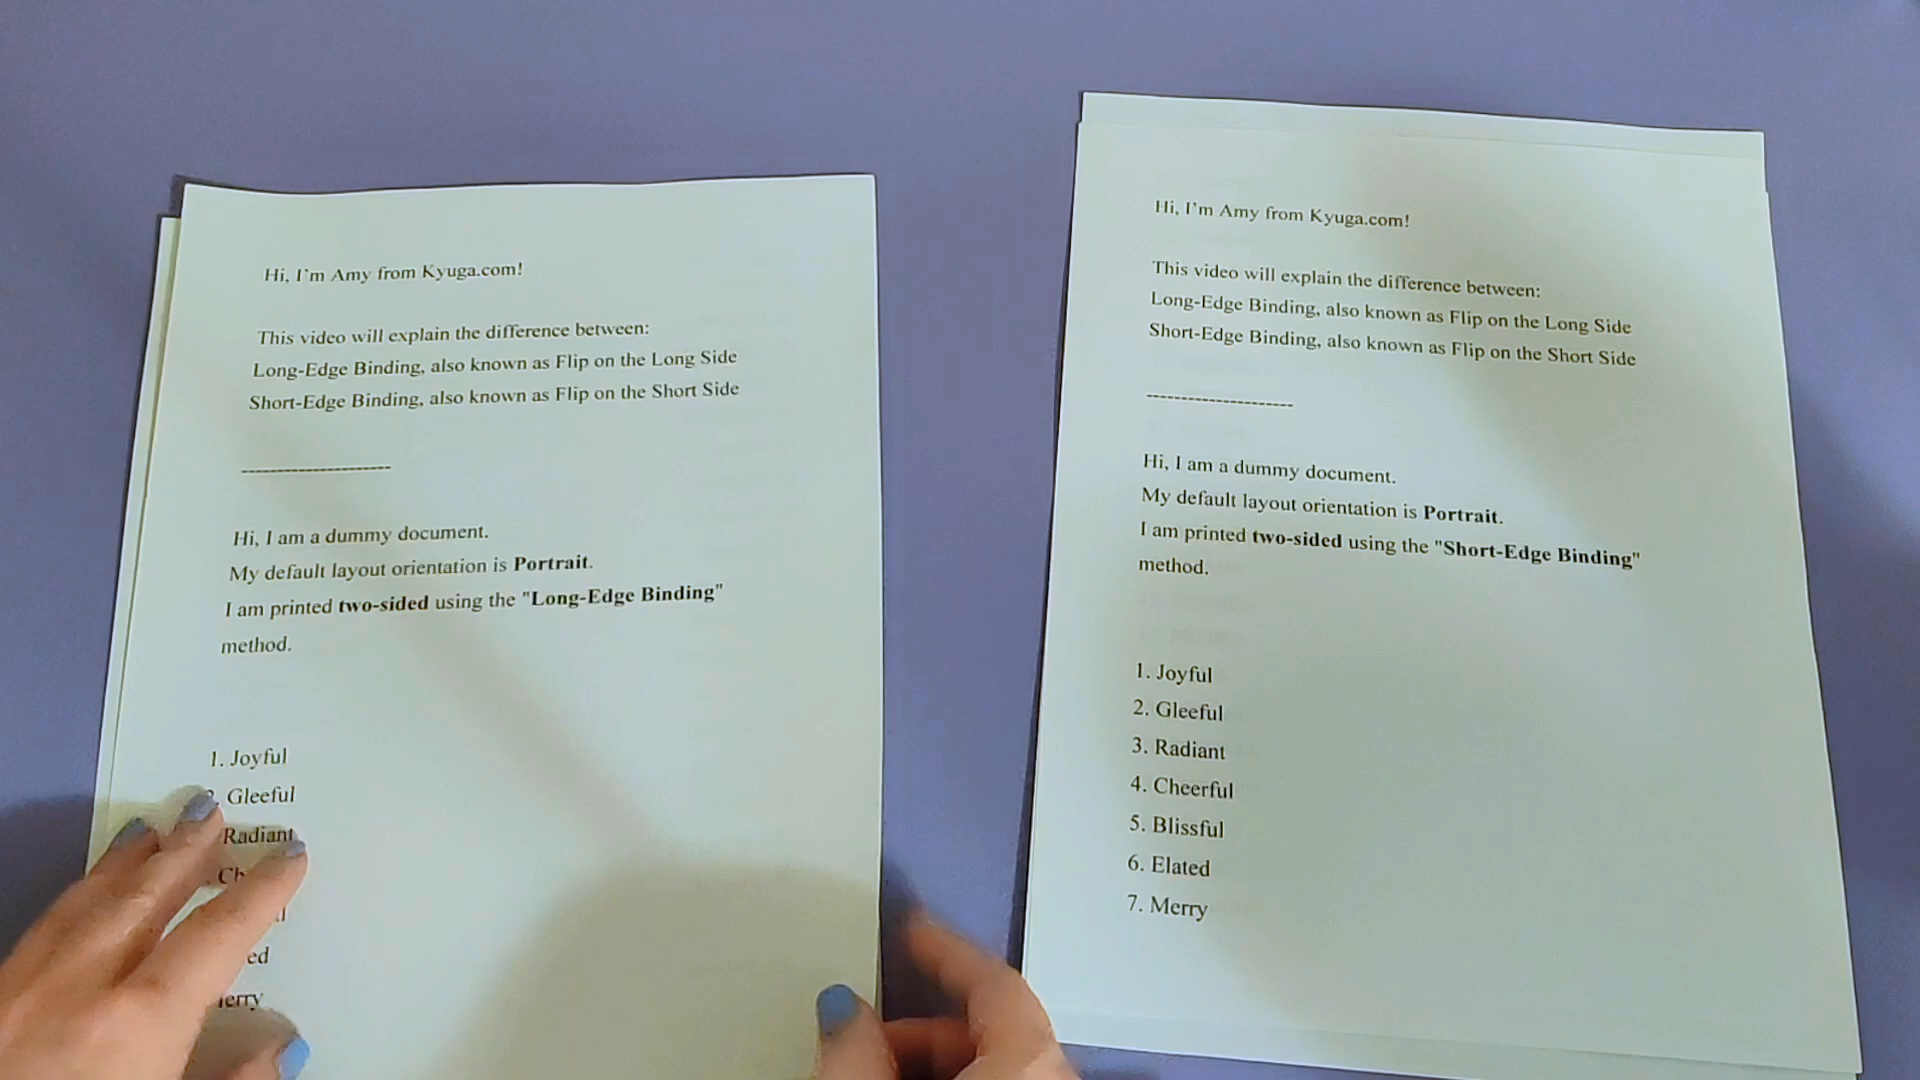 Hi, I'm Amy from Kyuga.com!
This video will explain the difference between:
Long-Edge Binding, also known as Flip on the Long Side
Short-Edge Binding, also known as Flip on the Short Side
---------------------
Hi, I am a dummy document.
My default layout orientation is Portrait.
I am printed two-sided using the "Long-Edge Binding"
method.
1. Joyful
2. Gleeful
Radiant
Hi, I'm Amy from Kyuga.com!
This video will explain the difference between:
Long-Edge Binding, also known as Flip on the Long Side
Short-Edge Binding, also known as Flip on the Short Side
---------------------
Hi, I am a dummy document.
My default layout orientation is Portrait.
I am printed two-sided using the "Short-Edge Binding"
method.
1. Joyful
2. Gleeful
3. Radiant
4. Cheerful
5. Blissful
6. Elated
7. Merry